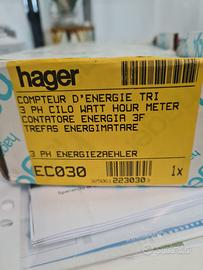 hager
COMPTEUR D'ENERGIE TRI
3 PH CILO WATT HOUR METER
CONTATORE ENERGIA 3F
TREFAS ENERGIMATARE
3 PH ENERGIEZAEHLER
EC030
223030
1x